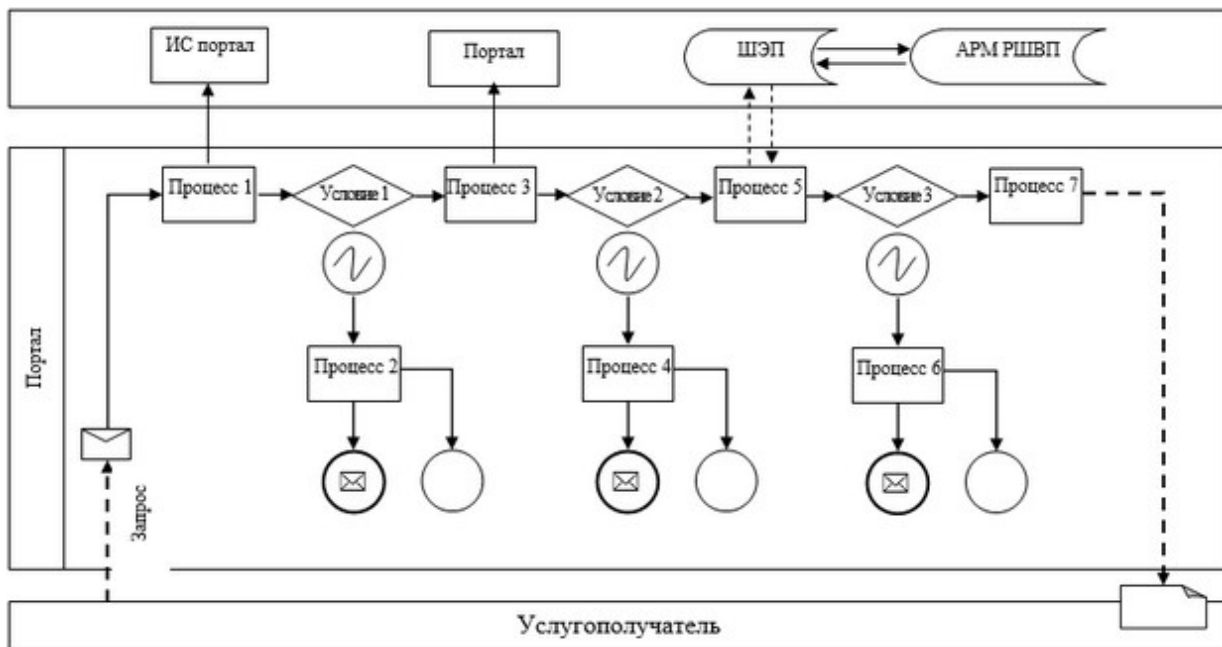 ИС портал
Портал
ШЭП
АРМ РШВП
Процесс 1
Условие 1
Процесс 3
Условие 2
Процесс 5
Условие 3
Процесс 7
Портал
Процесс 2
Процесс 4
Процесс 6
Запрос
Услугополучатель